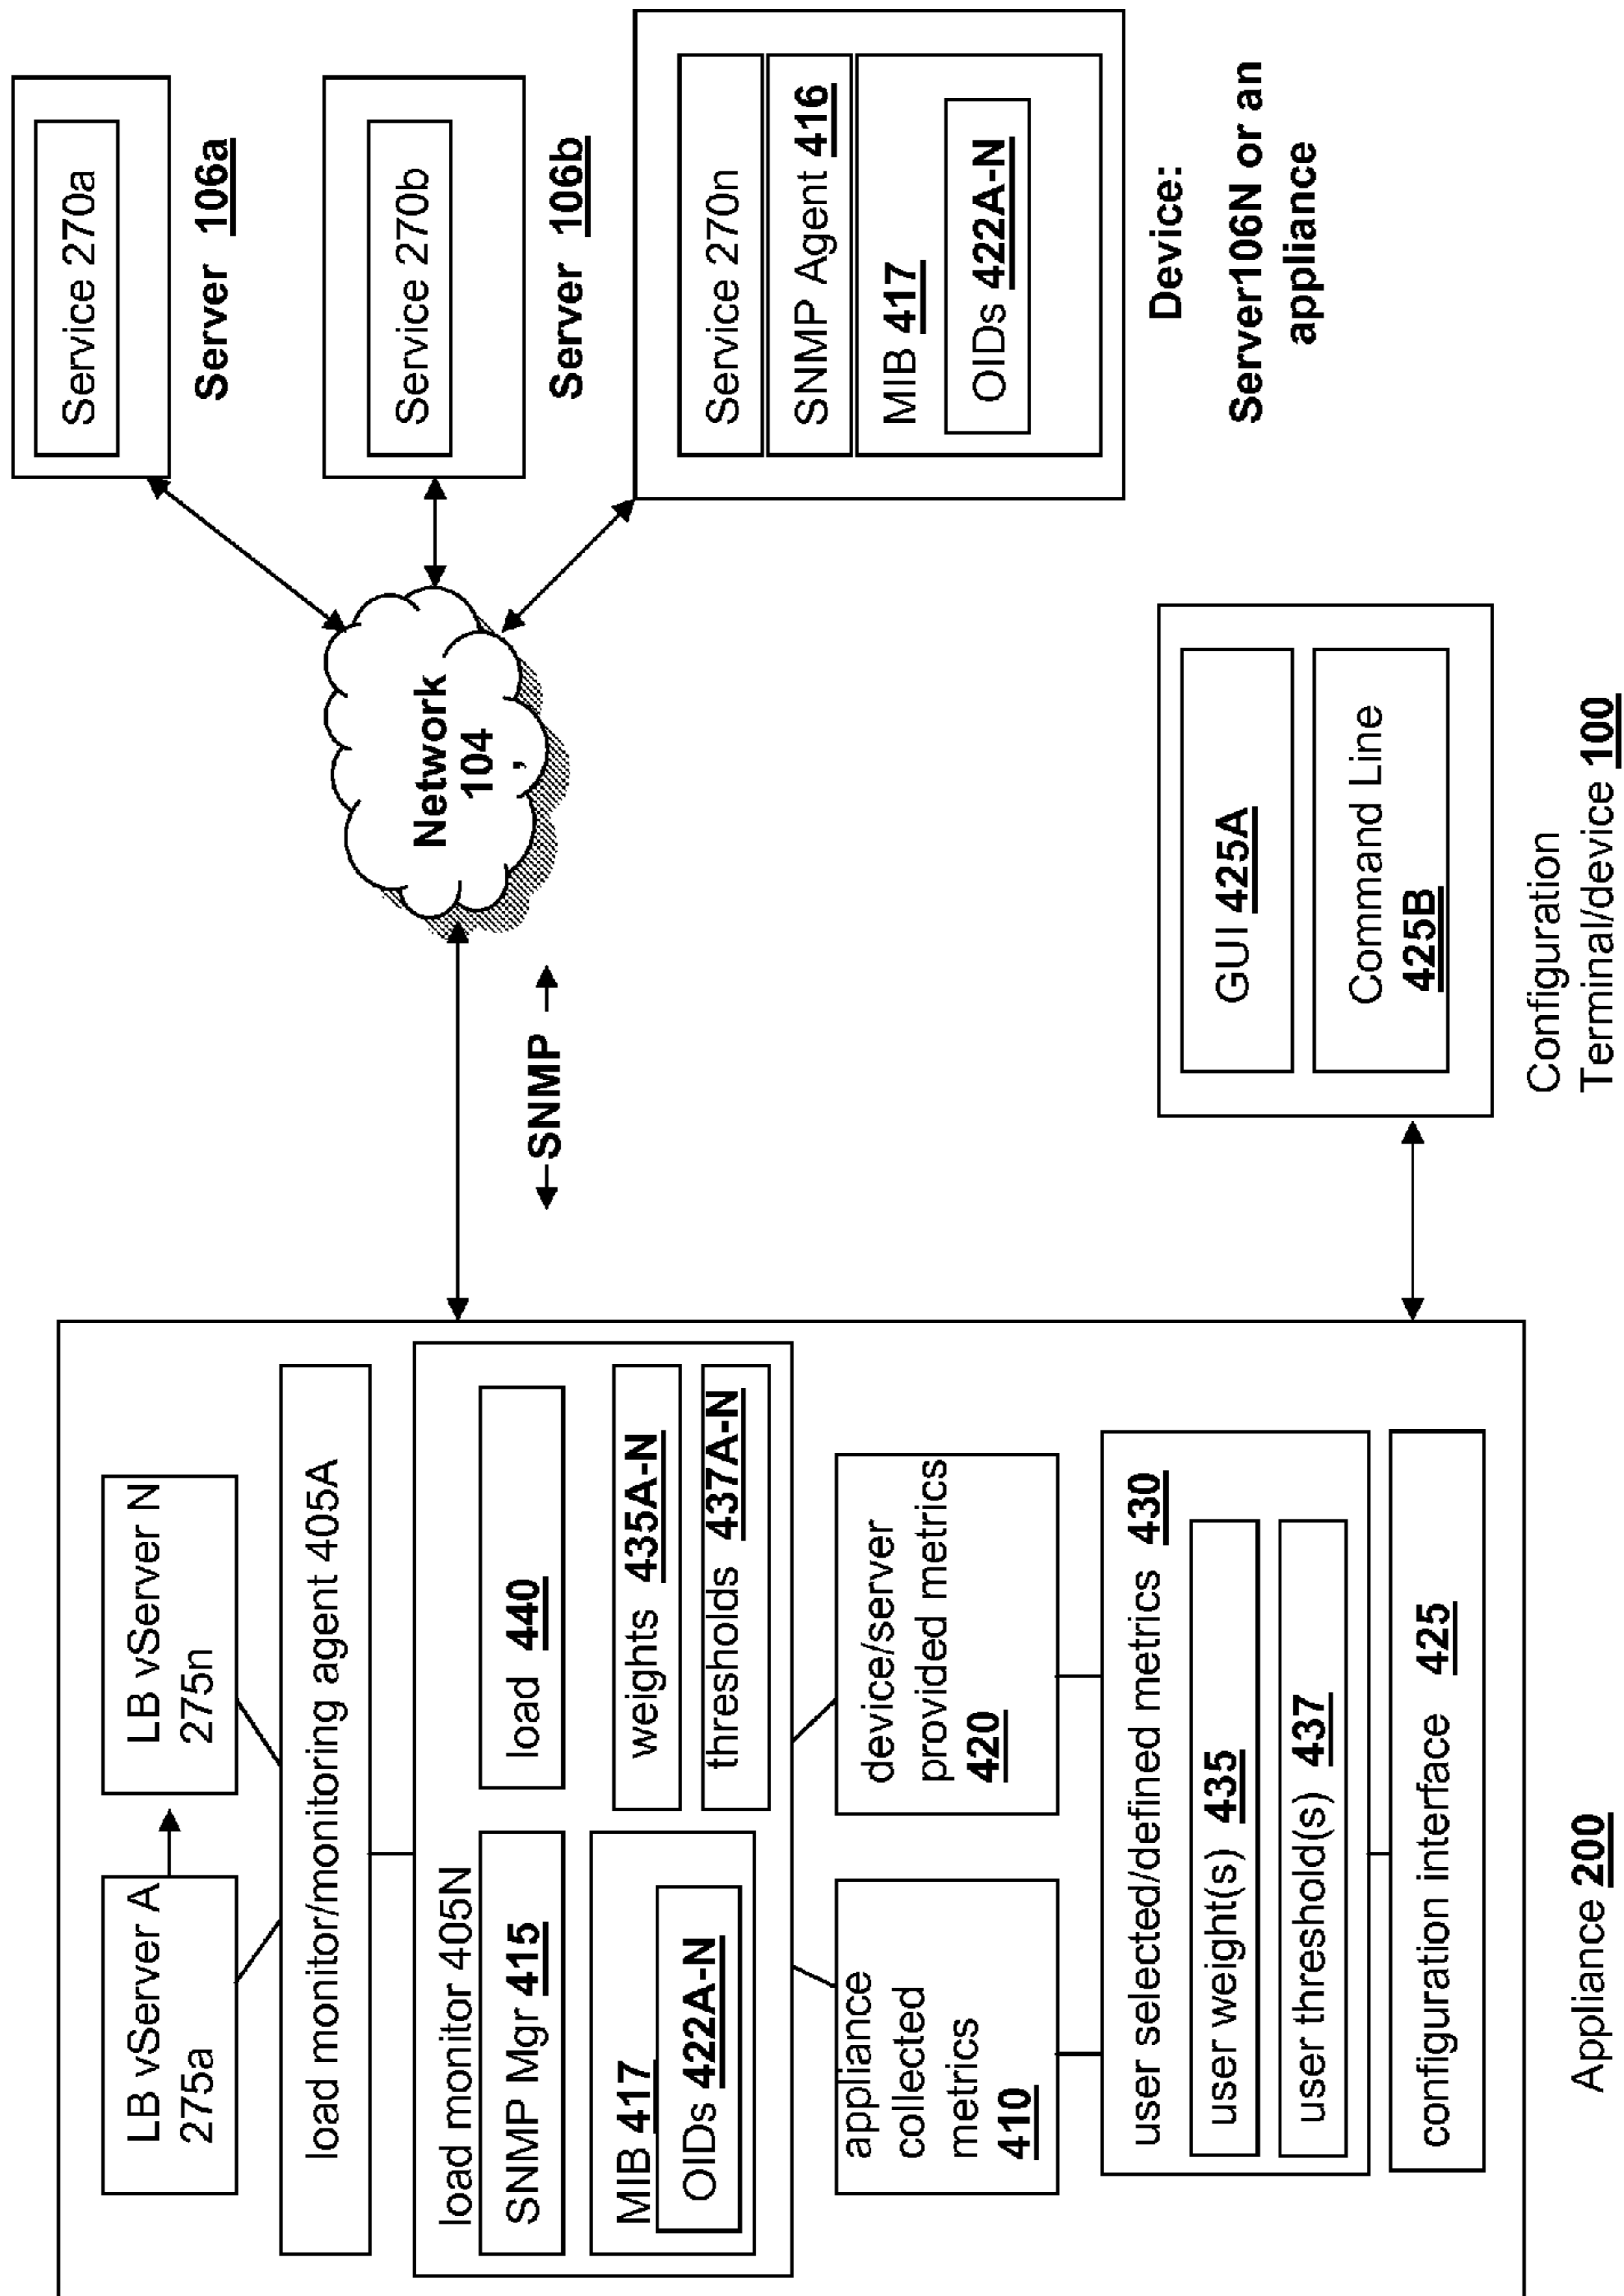 LB vServer A
275a
LB vServer N
275n
load monitor/monitoring agent 405A
load monitor 405N
SNMP Mgr 415
load 440
MIB 417
OIDs 422A-N
weights 435A-N
thresholds 437A-N
appliance
collected
metrics
410
device/server
provided metrics
420
user selected/defined metrics 430
user weight(s) 435
user threshold(s) 437
configuration interface 425
Appliance 200
SNMP
Network
104
,
GUI 425A
Command Line
425B
Configuration
Terminal/device 100
Service 270a
Server 106a
Service 270b
Server 106b
Service 270n
SNMP Agent 416
MIB 417
OIDs 422A-N
Device:
Server106N or an
appliance